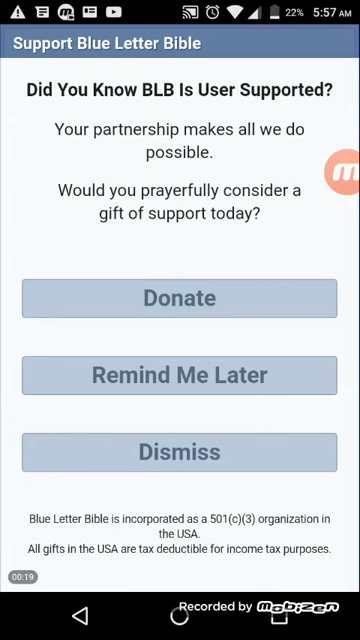 22% 5:57 AM
Support Blue Letter Bible
Did You Know BLB Is User Supported?
Your partnership makes all we do
possible.
Would you prayerfully consider a
gift of support today?
Donate
Remind Me Later
Dismiss
Blue Letter Bible is incorporated as a 501(c)(3) organization in
the USA.
All gifts in the USA are tax deductible for income tax purposes.
00:19
Recorded by mobizen